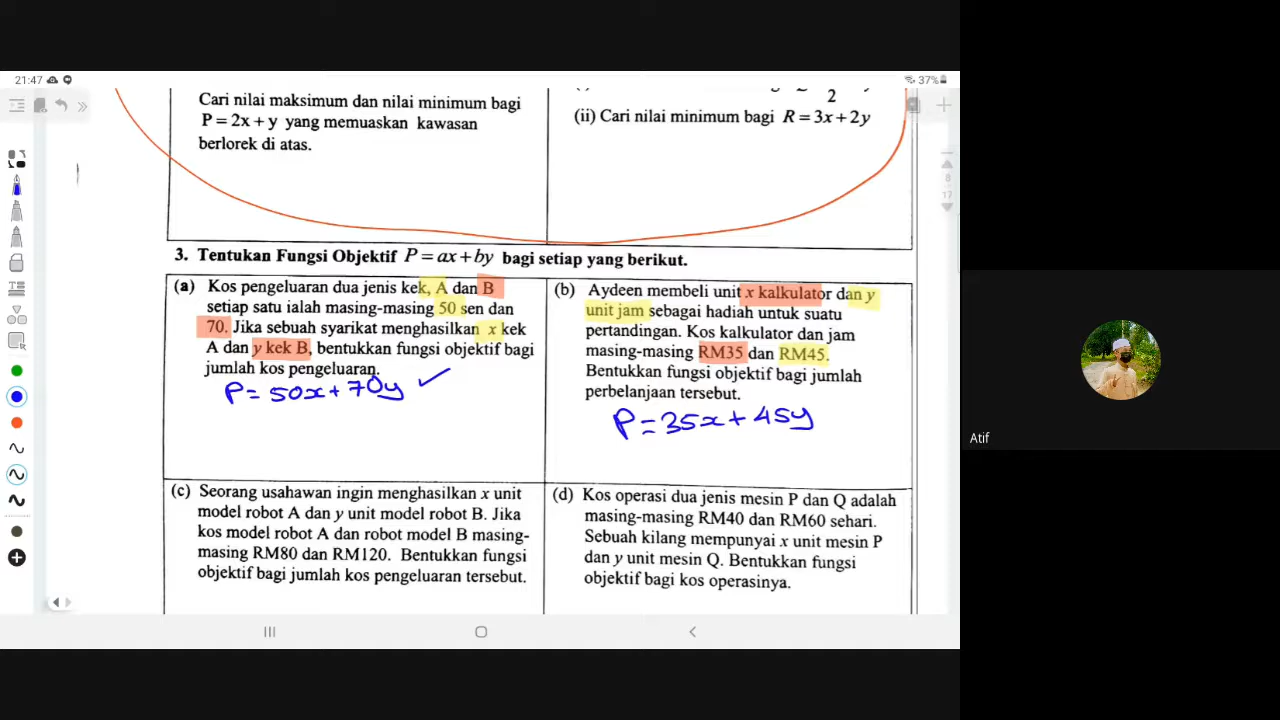 21:47
37%
Cari nilai maksimum dan nilai minimum bagi
P = 2x + y yang memuaskan kawasan
berlorek di atas.
2
(ii) Cari nilai minimum bagi R = 3x + 2y
8
17
3. Tentukan Fungsi Objektif P = ax + by bagi setiap yang berikut.
(a) Kos pengeluaran dua jenis kek, A dan B
setiap satu ialah masing-masing 50 sen dan
70. Jika sebuah syarikat menghasilkan x kek
A dan y kek B, bentukkan fungsi objektif bagi
jumlah kos pengeluaran.
P = 50x + 70y ✓
(b) Aydeen membeli unit x kalkulator dan y
unit jam sebagai hadiah untuk suatu
pertandingan. Kos kalkulator dan jam
masing-masing RM35 dan RM45.
Bentukkan fungsi objektif bagi jumlah
perbelanjaan tersebut.
P = 35x + 45y
(c) Seorang usahawan ingin menghasilkan x unit
model robot A dan y unit model robot B. Jika
kos model robot A dan robot model B masing-
masing RM80 dan RM120. Bentukkan fungsi
objektif bagi jumlah kos pengeluaran tersebut.
(d) Kos operasi dua jenis mesin P dan Q adalah
masing-masing RM40 dan RM60 sehari.
Sebuah kilang mempunyai x unit mesin P
dan y unit mesin Q. Bentukkan fungsi
objektif bagi kos operasinya.
Atif